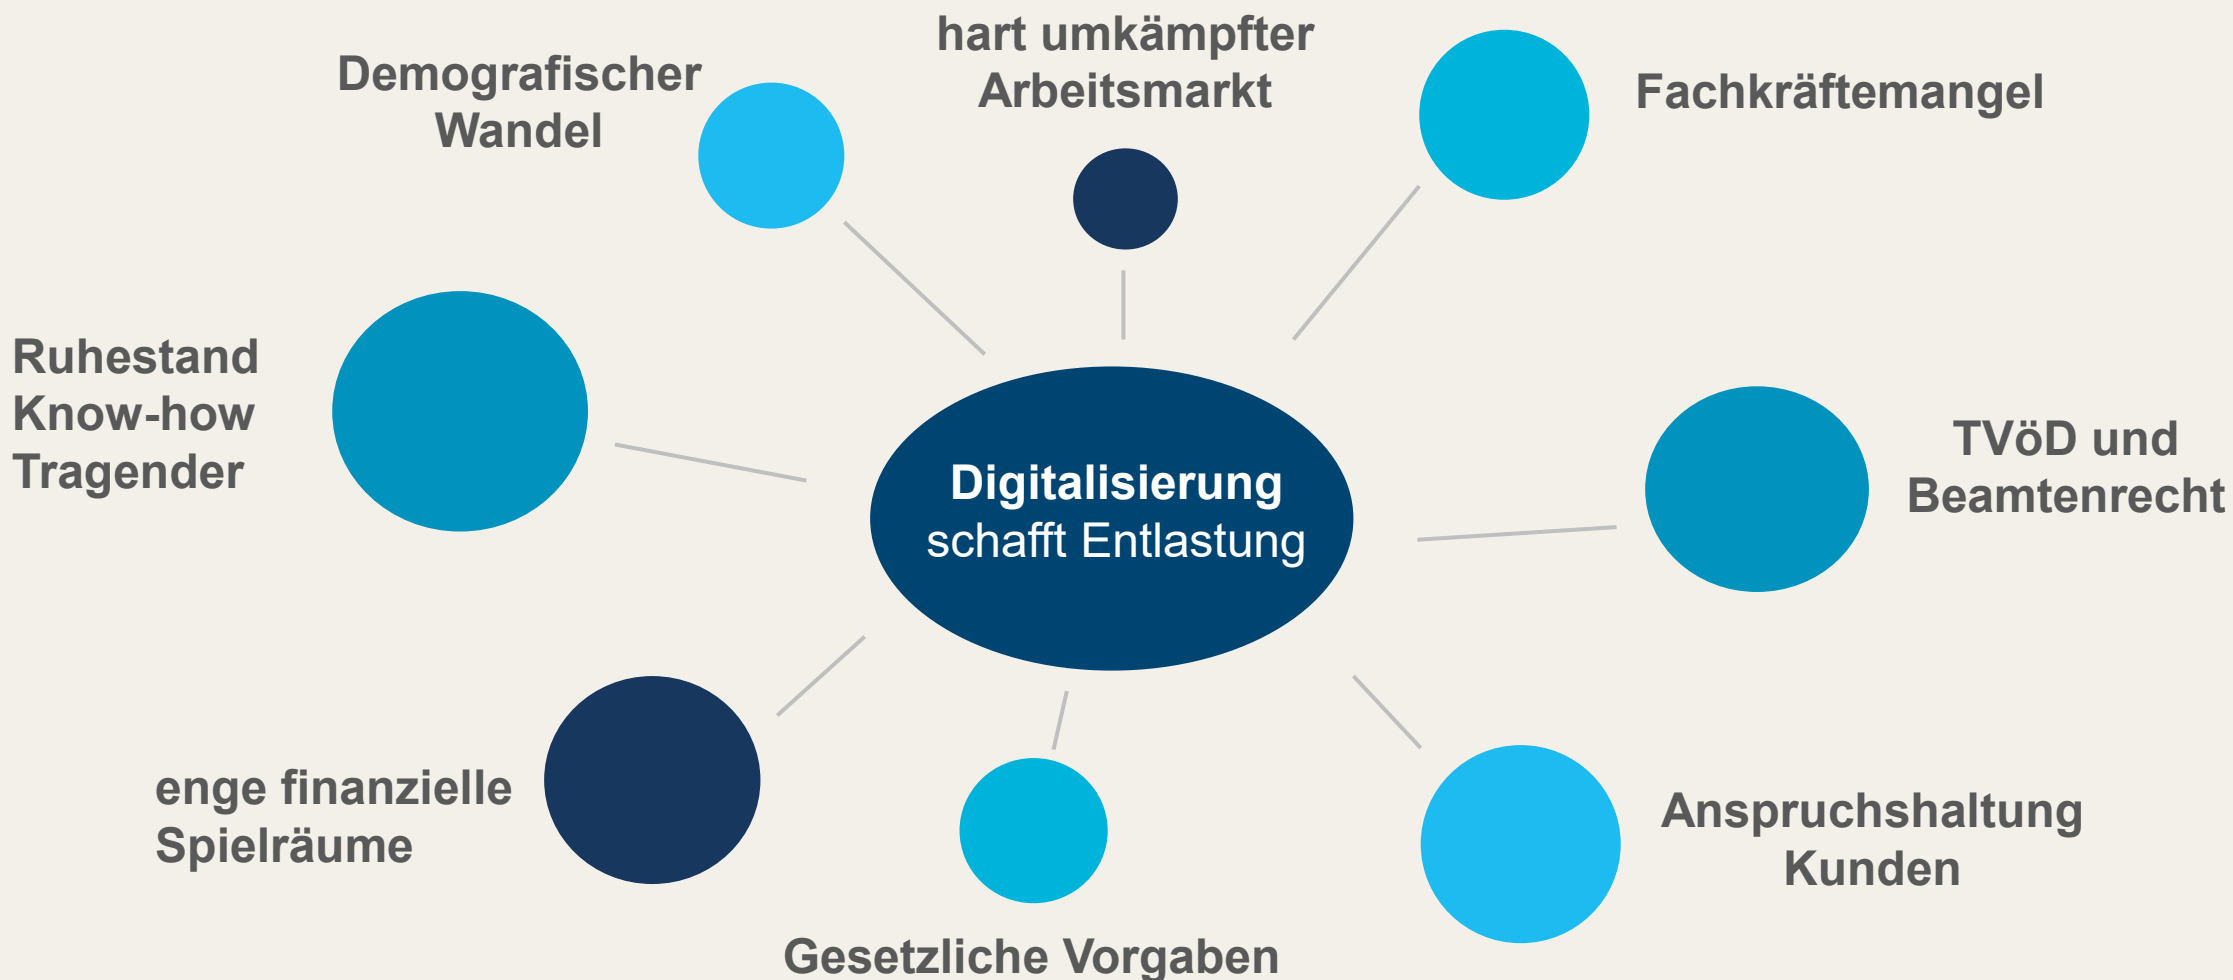 hart umkämpfter
Arbeitsmarkt
Demografischer
Wandel
Fachkräftemangel
Ruhestand
Know-how
Tragender
Digitalisierung
schafft Entlastung
TVöD und
Beamtenrecht
enge finanzielle
Spielräume
Anspruchshaltung
Kunden
Gesetzliche Vorgaben